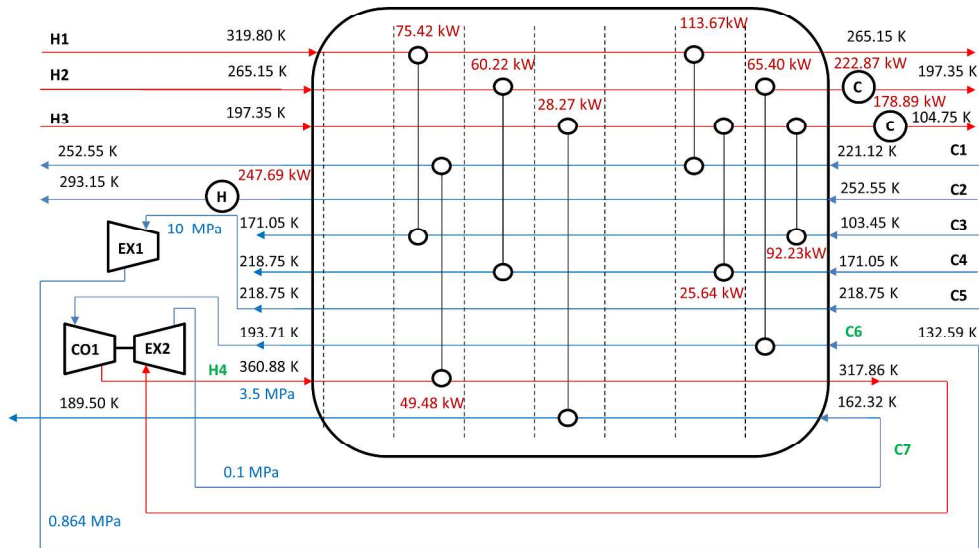 H1 319.80 K 75.42 kW 113.67kW 265.15 K
H2 265.15 K 60.22 kW 65.40 kW 222.87 kW C 197.35 K
H3 197.35 K 28.27 kW 178.89 kW C 104.75 K
252.55 K 221.12 K C1
293.15 K H 247.69 kW 252.55 K C2
10 MPa 171.05 K 103.45 K C3
EX1 92.23kW
218.75 K 171.05 K C4
218.75 K 25.64 kW 218.75 K C5
193.71 K C6 132.59 K
CO1 EX2 H4 360.88 K 317.86 K
3.5 MPa 49.48 kW
189.50 K 162.32 K
C7
0.1 MPa
0.864 MPa